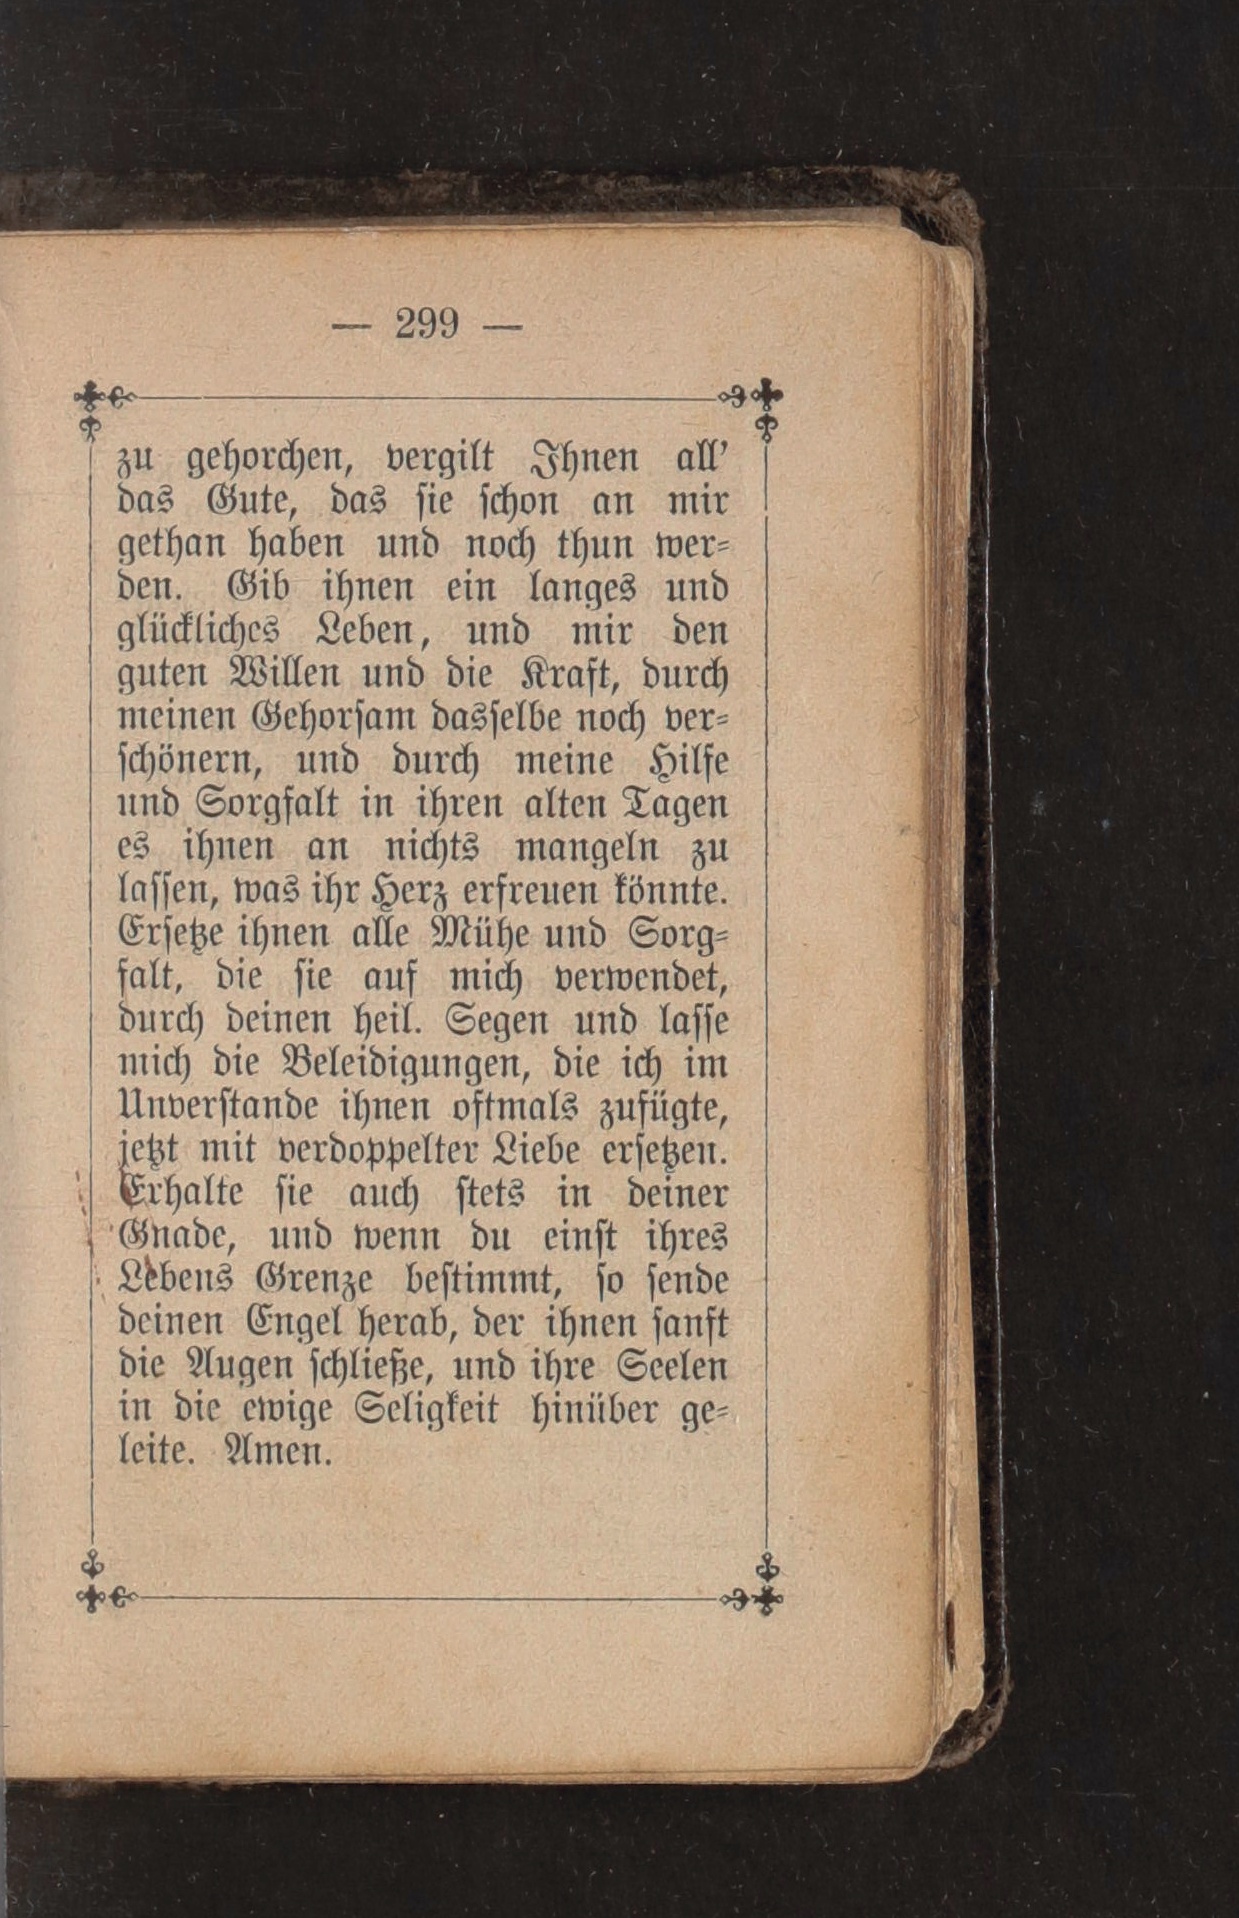 — 299 —
zu gehorchen, vergilt Ihnen all'
das Gute, das sie schon an mir
gethan haben und noch thun wer-
den. Gib ihnen ein langes und
glückliches Leben, und mir den
guten Willen und die Kraft, durch
meinen Gehorsam dasselbe noch ver-
schönern, und durch meine Hilfe
und Sorgfalt in ihren alten Tagen
es ihnen an nichts mangeln zu
lassen, was ihr Herz erfreuen könnte.
Ersetze ihnen alle Mühe und Sorg-
falt, die sie auf mich verwendet,
durch deinen heil. Segen und lasse
mich die Beleidigungen, die ich im
Unverstande ihnen oftmals zufügte,
jetzt mit verdoppelter Liebe ersetzen.
Erhalte sie auch stets in deiner
Gnade, und wenn du einst ihres
Lebens Grenze bestimmt, so sende
deinen Engel herab, der ihnen sanft
die Augen schließe, und ihre Seelen
in die ewige Seligkeit hinüber ge-
leite. Amen.